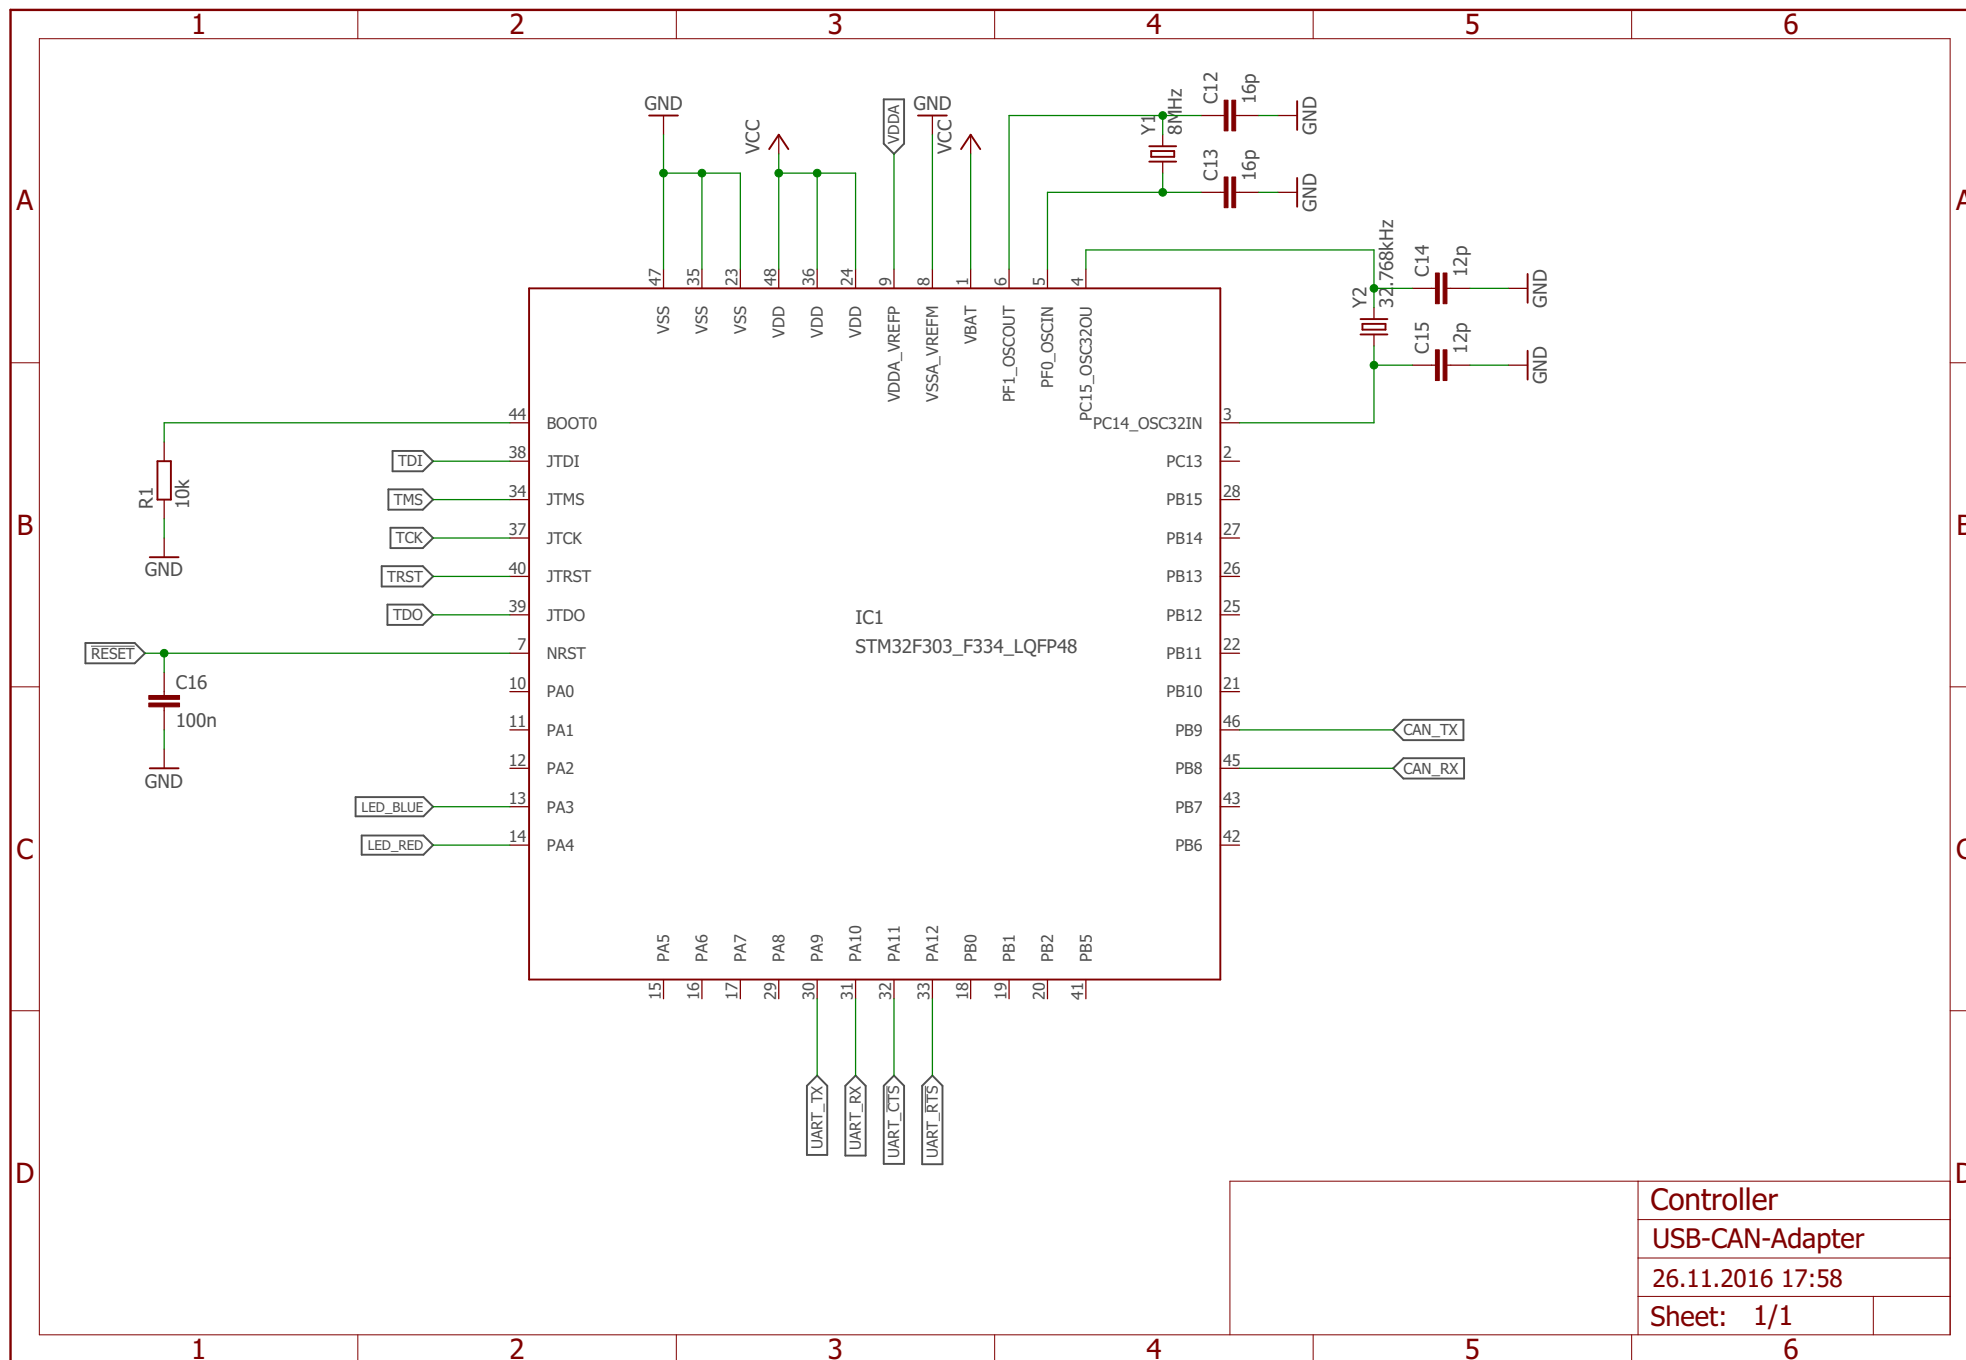 1 2 3 4 5 6
A
A
B
B
C
C
D
D
GND
VCC
VDDA
GND
VCC
Y1
8MHz
C12
16p
GND
C13
16p
GND
Y2
32.768kHz
C14
12p
GND
C15
12p
GND
47 35 23 48 36 24 9 8 1 6 5 4
VSS VSS VSS VDD VDD VDD VDDA_VREFP VSSA_VREFM VBAT PF1_OSCOUT PF0_OSCIN PC15_OSC32OU
44 BOOT0
R1
10k
GND
TDI 38 JTDI
TMS 34 JTMS
TCK 37 JTCK
TRST 40 JTRST
TDO 39 JTDO
RESET 7 NRST
C16
100n
GND
10 PA0
11 PA1
12 PA2
LED_BLUE 13 PA3
LED_RED 14 PA4
IC1
STM32F303_F334_LQFP48
PC14_OSC32IN 3
PC13 2
PB15 28
PB14 27
PB13 26
PB12 25
PB11 22
PB10 21
PB9 46 CAN_TX
PB8 45 CAN_RX
PB7 43
PB6 42
PA5 PA6 PA7 PA8 PA9 PA10 PA11 PA12 PB0 PB1 PB2 PB5
15 16 17 29 30 31 32 33 18 19 20 41
UART_TX UART_RX UART_CTS UART_RTS
Controller
USB-CAN-Adapter
26.11.2016 17:58
Sheet: 1/1
1 2 3 4 5 6